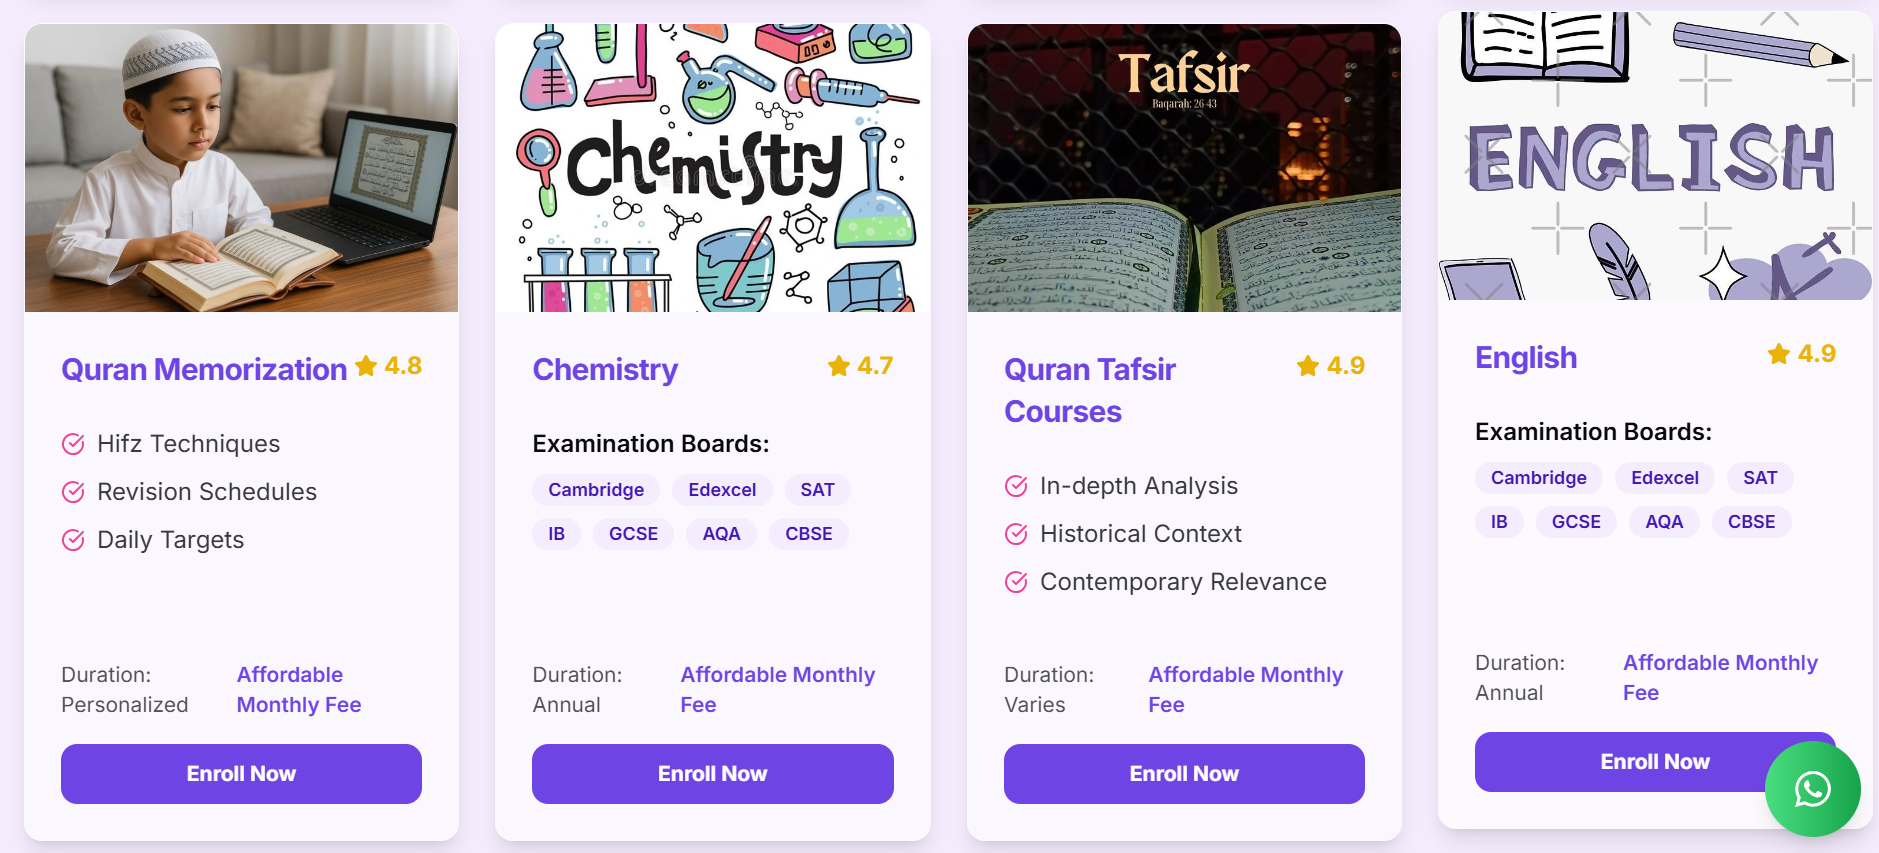 Chemistry
Tafsir
Baqarah: 26-43
ENGLISH
Quran Memorization 4.8
Hifz Techniques
Revision Schedules
Daily Targets
Duration:
Personalized
Affordable
Monthly Fee
Enroll Now
Chemistry 4.7
Examination Boards:
Cambridge Edexcel SAT
IB GCSE AQA CBSE
Duration:
Annual
Affordable Monthly
Fee
Enroll Now
Quran Tafsir
Courses
4.9
In-depth Analysis
Historical Context
Contemporary Relevance
Duration:
Varies
Affordable Monthly
Fee
Enroll Now
English 4.9
Examination Boards:
Cambridge Edexcel SAT
IB GCSE AQA CBSE
Duration:
Annual
Affordable Monthly
Fee
Enroll Now